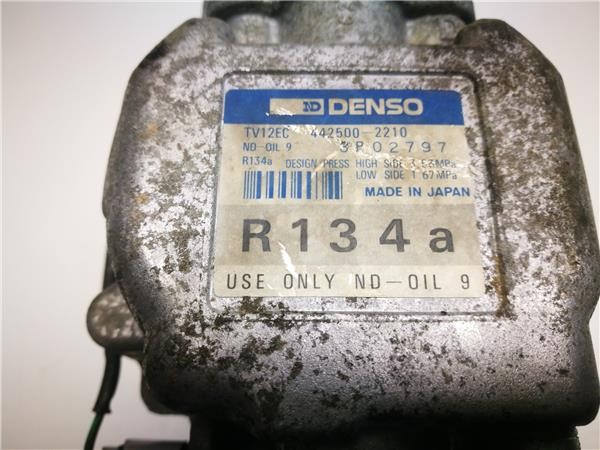 ND DENSO
TV12EC 442500-2210
ND-OIL 9 3P02797
R134a DESIGN PRESS HIGH SIDE 3.53MPa
LOW SIDE 1.67MPa
MADE IN JAPAN
R134a
USE ONLY ND-OIL 9